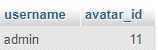 username avatar_id
admin 11